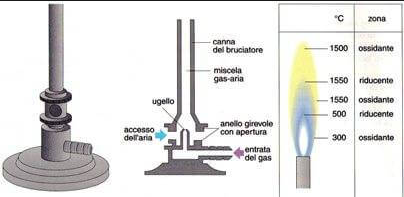 canna
del bruciatore
miscela
gas-aria
ugello
accesso
dell'aria
anello girevole
con apertura
entrata
del gas
°C zona
1500 ossidante
1550 riducente
1550 ossidante
500 riducente
300 ossidante